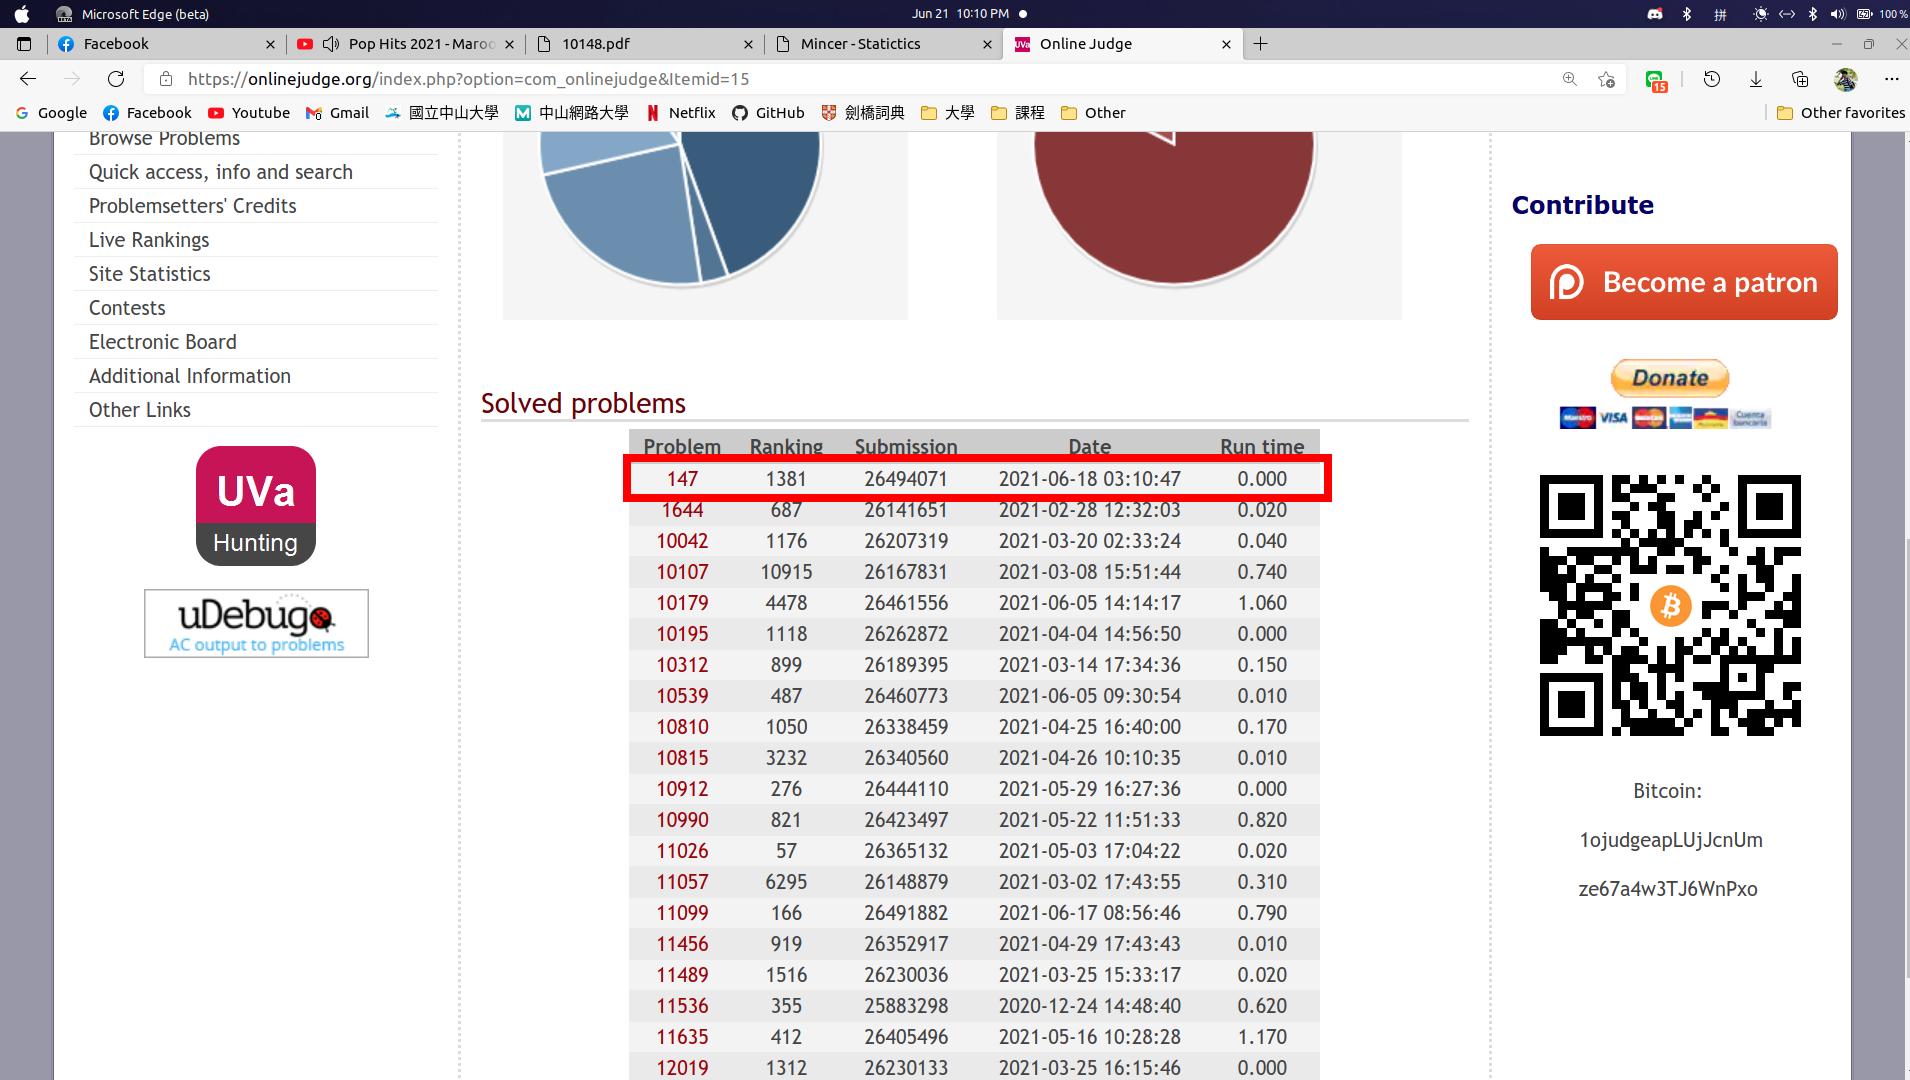 Microsoft Edge (beta)
Jun 21 10:10 PM
拼
100 %
Facebook
Pop Hits 2021 - Maroo
10148.pdf
Mincer - Statictics
UVa
Online Judge
https://onlinejudge.org/index.php?option=com_onlinejudge&Itemid=15
15
Google
Facebook
Youtube
Gmail
國立中山大學
中山網路大學
Netflix
GitHub
劍橋詞典
大學
課程
Other
Other favorites
Browse Problems
Quick access, info and search
Problemsetters' Credits
Live Rankings
Site Statistics
Contests
Electronic Board
Additional Information
Other Links
UVa
Hunting
uDebug
AC output to problems
Solved problems
Problem Ranking Submission Date Run time
147 1381 26494071 2021-06-18 03:10:47 0.000
1644 687 26141651 2021-02-28 12:32:03 0.020
10042 1176 26207319 2021-03-20 02:33:24 0.040
10107 10915 26167831 2021-03-08 15:51:44 0.740
10179 4478 26461556 2021-06-05 14:14:17 1.060
10195 1118 26262872 2021-04-04 14:56:50 0.000
10312 899 26189395 2021-03-14 17:34:36 0.150
10539 487 26460773 2021-06-05 09:30:54 0.010
10810 1050 26338459 2021-04-25 16:40:00 0.170
10815 3232 26340560 2021-04-26 10:10:35 0.010
10912 276 26444110 2021-05-29 16:27:36 0.000
10990 821 26423497 2021-05-22 11:51:33 0.820
11026 57 26365132 2021-05-03 17:04:22 0.020
11057 6295 26148879 2021-03-02 17:43:55 0.310
11099 166 26491882 2021-06-17 08:56:46 0.790
11456 919 26352917 2021-04-29 17:43:43 0.010
11489 1516 26230036 2021-03-25 15:33:17 0.020
11536 355 25883298 2020-12-24 14:48:40 0.620
11635 412 26405496 2021-05-16 10:28:28 1.170
12019 1312 26230133 2021-03-25 16:15:46 0.000
Contribute
Become a patron
Donate
VISA
Cuenta
bancaria
Bitcoin:
1ojudgeapLUjJcnUm
ze67a4w3TJ6WnPxo